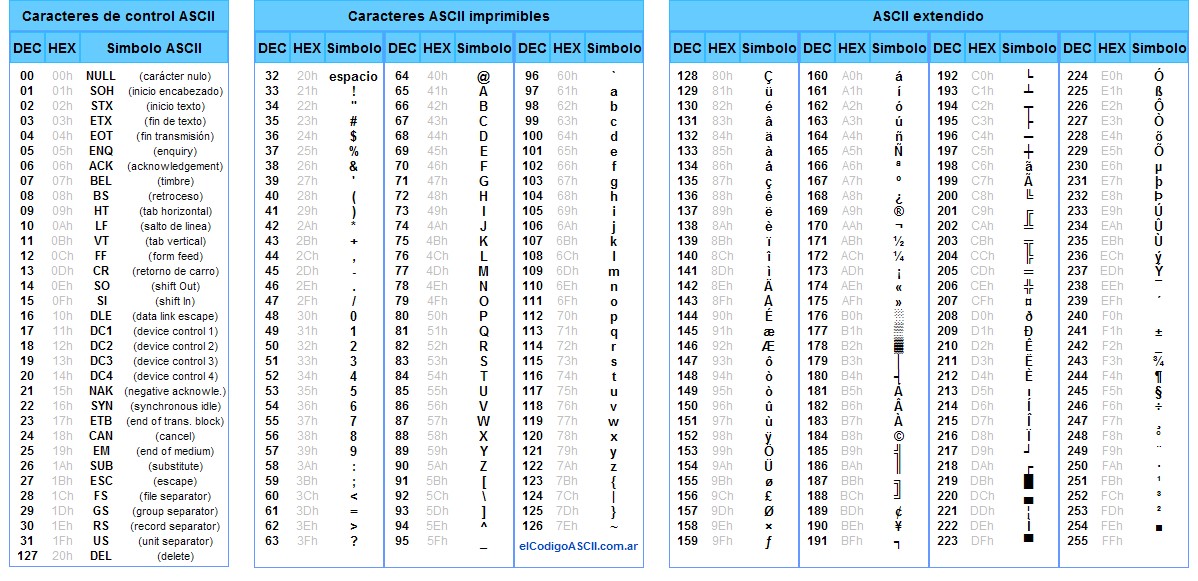 Caracteres de control ASCII
DEC HEX Simbolo ASCII
00 00h NULL (carácter nulo)
01 01h SOH (inicio encabezado)
02 02h STX (inicio texto)
03 03h ETX (fin de texto)
04 04h EOT (fin transmisión)
05 05h ENQ (enquiry)
06 06h ACK (acknowledgement)
07 07h BEL (timbre)
08 08h BS (retroceso)
09 09h HT (tab horizontal)
10 0Ah LF (salto de linea)
11 0Bh VT (tab vertical)
12 0Ch FF (form feed)
13 0Dh CR (retorno de carro)
14 0Eh SO (shift Out)
15 0Fh SI (shift In)
16 10h DLE (data link escape)
17 11h DC1 (device control 1)
18 12h DC2 (device control 2)
19 13h DC3 (device control 3)
20 14h DC4 (device control 4)
21 15h NAK (negative acknowle.)
22 16h SYN (synchronous idle)
23 17h ETB (end of trans. block)
24 18h CAN (cancel)
25 19h EM (end of medium)
26 1Ah SUB (substitute)
27 1Bh ESC (escape)
28 1Ch FS (file separator)
29 1Dh GS (group separator)
30 1Eh RS (record separator)
31 1Fh US (unit separator)
127 20h DEL (delete)
Caracteres ASCII imprimibles
DEC HEX Simbolo DEC HEX Simbolo DEC HEX Simbolo
32 20h espacio 64 40h @ 96 60h `
33 21h ! 65 41h A 97 61h a
34 22h " 66 42h B 98 62h b
35 23h # 67 43h C 99 63h c
36 24h $ 68 44h D 100 64h d
37 25h % 69 45h E 101 65h e
38 26h & 70 46h F 102 66h f
39 27h ' 71 47h G 103 67h g
40 28h ( 72 48h H 104 68h h
41 29h ) 73 49h I 105 69h i
42 2Ah * 74 4Ah J 106 6Ah j
43 2Bh + 75 4Bh K 107 6Bh k
44 2Ch , 76 4Ch L 108 6Ch l
45 2Dh - 77 4Dh M 109 6Dh m
46 2Eh . 78 4Eh N 110 6Eh n
47 2Fh / 79 4Fh O 111 6Fh o
48 30h 0 80 50h P 112 70h p
49 31h 1 81 51h Q 113 71h q
50 32h 2 82 52h R 114 72h r
51 33h 3 83 53h S 115 73h s
52 34h 4 84 54h T 116 74h t
53 35h 5 85 55h U 117 75h u
54 36h 6 86 56h V 118 76h v
55 37h 7 87 57h W 119 77h w
56 38h 8 88 58h X 120 78h x
57 39h 9 89 59h Y 121 79h y
58 3Ah : 90 5Ah Z 122 7Ah z
59 3Bh ; 91 5Bh [ 123 7Bh {
60 3Ch < 92 5Ch \ 124 7Ch |
61 3Dh = 93 5Dh ] 125 7Dh }
62 3Eh > 94 5Eh ^ 126 7Eh ~
63 3Fh ? 95 5Fh _ elCodigoASCII.com.ar
ASCII extendido
DEC HEX Simbolo DEC HEX Simbolo DEC HEX Simbolo DEC HEX Simbolo
128 80h Ç 160 A0h á 192 C0h └ 224 E0h Ó
129 81h ü 161 A1h í 193 C1h ┴ 225 E1h ß
130 82h é 162 A2h ó 194 C2h ┬ 226 E2h Ô
131 83h â 163 A3h ú 195 C3h ├ 227 E3h Ò
132 84h ä 164 A4h ñ 196 C4h ─ 228 E4h õ
133 85h à 165 A5h Ñ 197 C5h ┼ 229 E5h Õ
134 86h å 166 A6h ª 198 C6h ã 230 E6h µ
135 87h ç 167 A7h º 199 C7h Ã 231 E7h þ
136 88h ê 168 A8h ¿ 200 C8h ╚ 232 E8h Þ
137 89h ë 169 A9h ® 201 C9h ╔ 233 E9h Ú
138 8Ah è 170 AAh ¬ 202 CAh ╩ 234 EAh Û
139 8Bh ï 171 ABh ½ 203 CBh ╦ 235 EBh Ù
140 8Ch î 172 ACh ¼ 204 CCh ╠ 236 ECh ý
141 8Dh ì 173 ADh ¡ 205 CDh ═ 237 EDh Ý
142 8Eh Ä 174 AEh « 206 CEh ╬ 238 EEh ¯
143 8Fh Å 175 AFh » 207 CFh ¤ 239 EFh ´
144 90h É 176 B0h ░ 208 D0h ð 240 F0h
145 91h æ 177 B1h ▒ 209 D1h Ð 241 F1h ±
146 92h Æ 178 B2h ▓ 210 D2h Ê 242 F2h ‗
147 93h ô 179 B3h │ 211 D3h Ë 243 F3h ¾
148 94h ò 180 B4h ┤ 212 D4h È 244 F4h ¶
149 95h ò 181 B5h Á 213 D5h ı 245 F5h §
150 96h û 182 B6h Â 214 D6h Í 246 F6h ÷
151 97h ù 183 B7h À 215 D7h Î 247 F7h ¸
152 98h ÿ 184 B8h © 216 D8h Ï 248 F8h °
153 99h Ö 185 B9h ╣ 217 D9h ┘ 249 F9h ¨
154 9Ah Ü 186 BAh ║ 218 DAh ┌ 250 FAh ·
155 9Bh ø 187 BBh ╗ 219 DBh █ 251 FBh ¹
156 9Ch £ 188 BCh ╝ 220 DCh ▄ 252 FCh ³
157 9Dh Ø 189 BDh ¢ 221 DDh ¦ 253 FDh ²
158 9Eh × 190 BEh ¥ 222 DEh Ì 254 FEh ■
159 9Fh ƒ 191 BFh ┐ 223 DFh ▀ 255 FFh